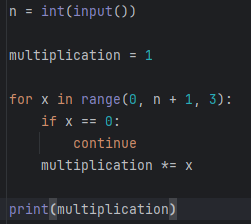 n = int(input())
multiplication = 1
for x in range(0, n + 1, 3):
    if x == 0:
        continue
    multiplication *= x
print(multiplication)